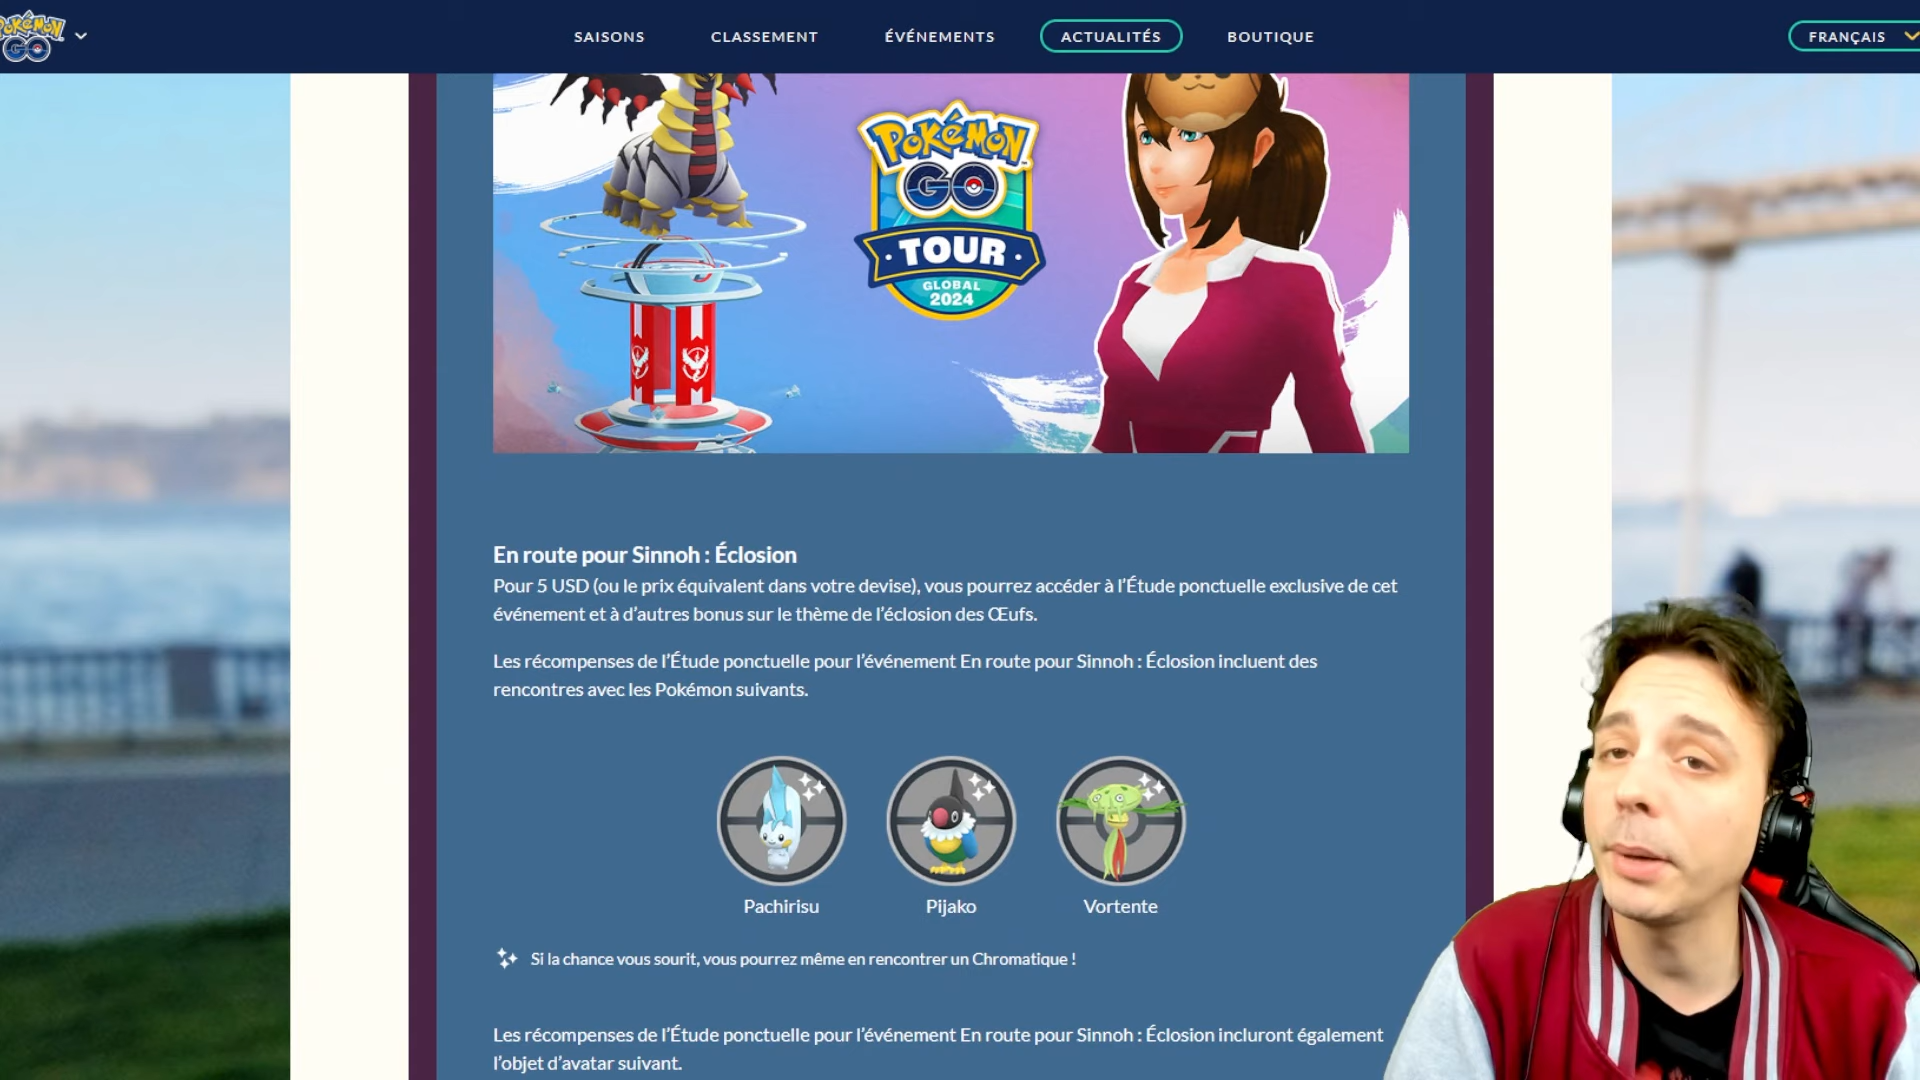 Pokémon
GO
SAISONS
CLASSEMENT
ÉVÉNEMENTS
ACTUALITÉS
BOUTIQUE
FRANÇAIS
POKÉMON
GO
TOUR
GLOBAL
2024
En route pour Sinnoh : Éclosion
Pour 5 USD (ou le prix équivalent dans votre devise), vous pourrez accéder à l’Étude ponctuelle exclusive de cet
événement et à d’autres bonus sur le thème de l’éclosion des Œufs.
Les récompenses de l’Étude ponctuelle pour l’événement En route pour Sinnoh : Éclosion incluent des
rencontres avec les Pokémon suivants.
Pachirisu
Pijako
Vortente
Si la chance vous sourit, vous pourrez même en rencontrer un Chromatique !
Les récompenses de l’Étude ponctuelle pour l’événement En route pour Sinnoh : Éclosion incluront également
l’objet d’avatar suivant.